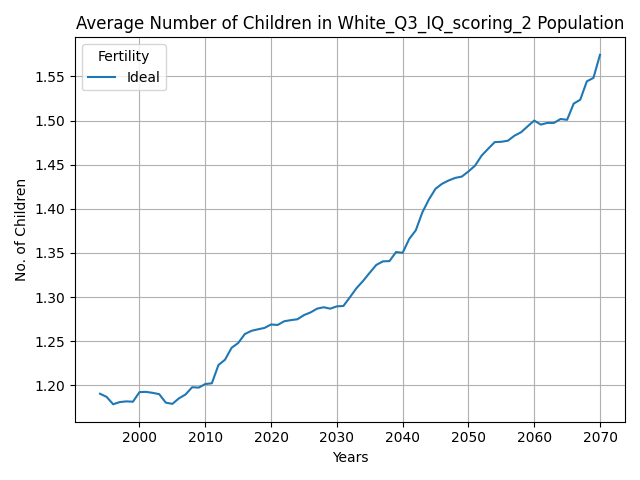 Average Number of Children in White_Q3_IQ_scoring_2 Population
Fertility
Ideal
No. of Children
1.55
1.50
1.45
1.40
1.35
1.30
1.25
1.20
2000 2010 2020 2030 2040 2050 2060 2070
Years